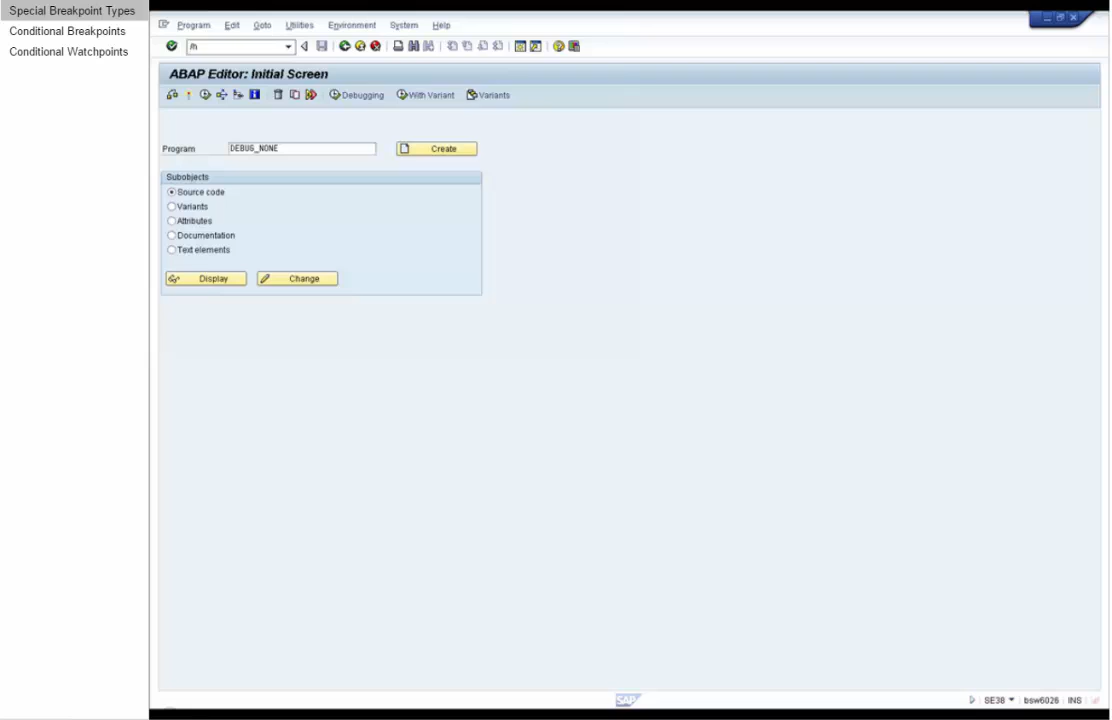 Special Breakpoint Types
Conditional Breakpoints
Conditional Watchpoints
Program Edit Goto Utilities Environment System Help
/n
ABAP Editor: Initial Screen
Debugging With Variant Variants
Program DEBUG_NONE Create
Subobjects
Source code
Variants
Attributes
Documentation
Text elements
Display Change
SAP SE38 bsw6026 INS